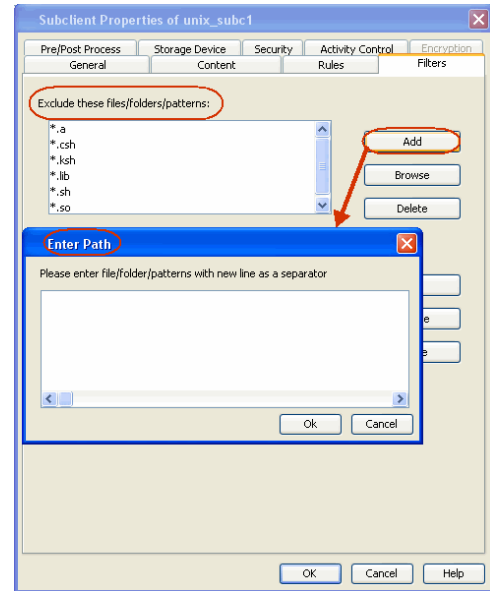 Subclient Properties of unix_subc1
Pre/Post Process Storage Device Security Activity Control Encryption
General Content Rules Filters
Exclude these files/folders/patterns:
*.a
*.csh
*.ksh
*.lib
*.sh
*.so
Add
Browse
Delete
Enter Path
Please enter file/folder/patterns with new line as a separator
Ok Cancel
OK Cancel Help